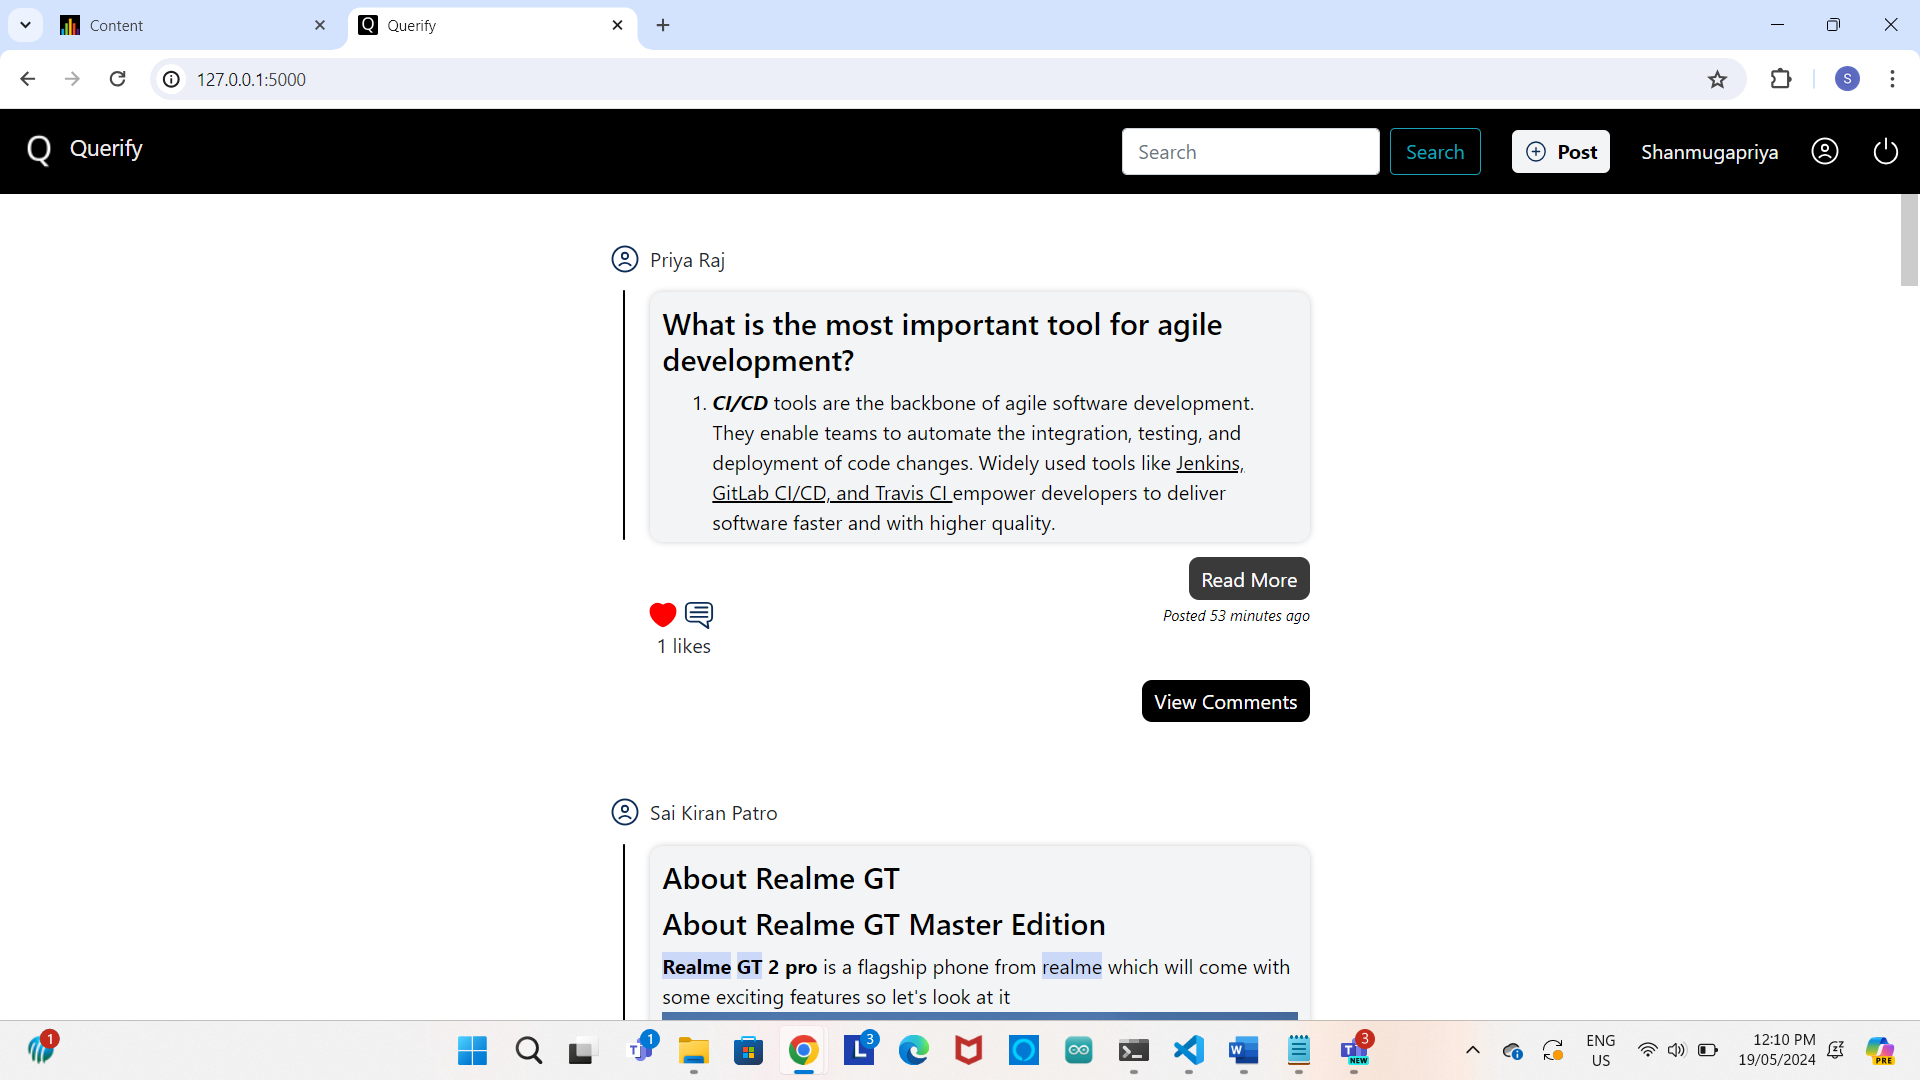 Content
Querify
127.0.0.1:5000
S
Q Querify
Search
Search
Post
Shanmugapriya
Priya Raj
What is the most important tool for agile
development?
1. CI/CD tools are the backbone of agile software development.
They enable teams to automate the integration, testing, and
deployment of code changes. Widely used tools like Jenkins,
GitLab CI/CD, and Travis CI empower developers to deliver
software faster and with higher quality.
Read More
Posted 53 minutes ago
1 likes
View Comments
Sai Kiran Patro
About Realme GT
About Realme GT Master Edition
Realme GT 2 pro is a flagship phone from realme which will come with
some exciting features so let's look at it
1
1
3
L
W
3
NEW
ENG
US
12:10 PM
19/05/2024
PRE